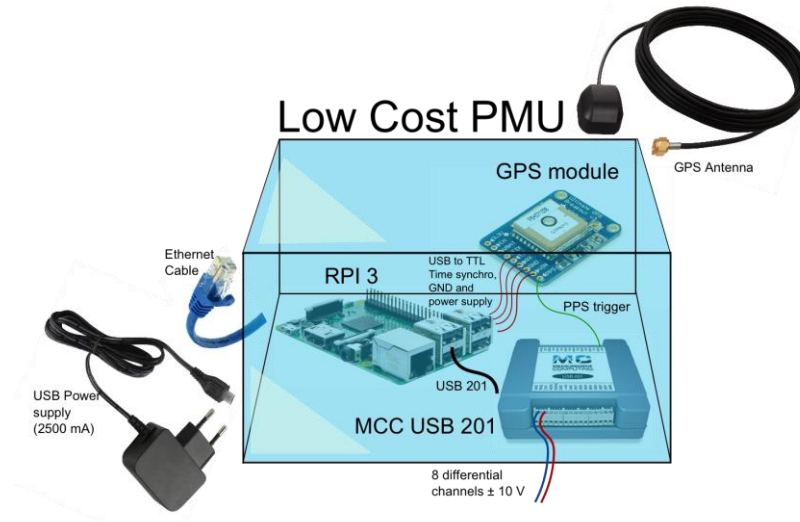 Low Cost PMU
GPS Antenna
GPS module
Ethernet
Cable
RPI 3
USB to TTL
Time synchro,
GND and
power supply
PPS trigger
USB Power
supply
(2500 mA)
USB 201
MCC USB 201
8 differential
channels ± 10 V